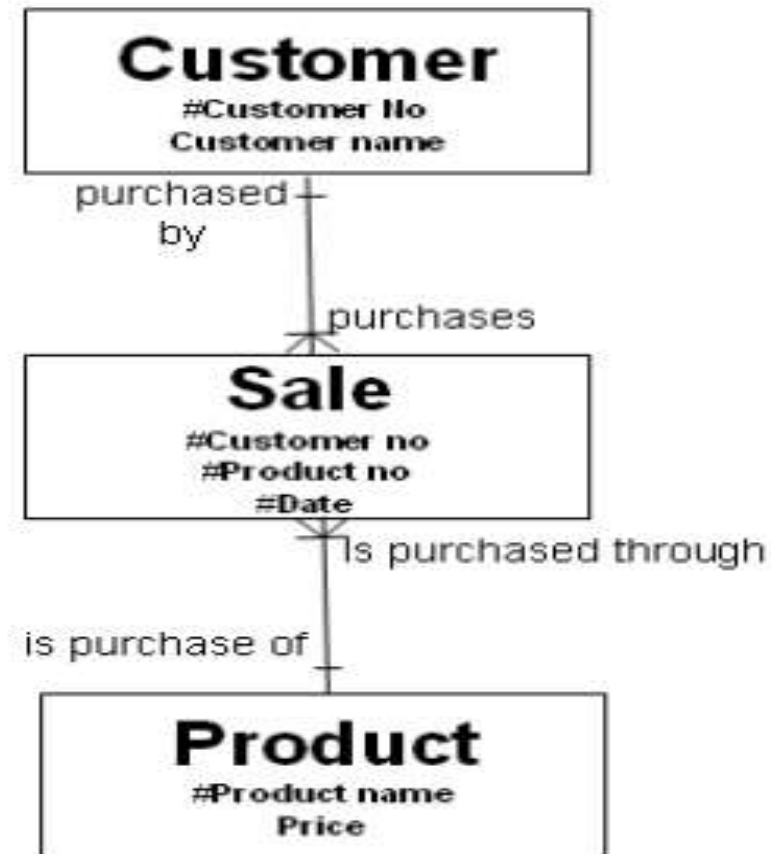 Customer
#Customer No
Customer name
purchased
by
purchases
Sale
#Customer no
#Product no
#Date
Is purchased through
is purchase of
Product
#Product name
Price